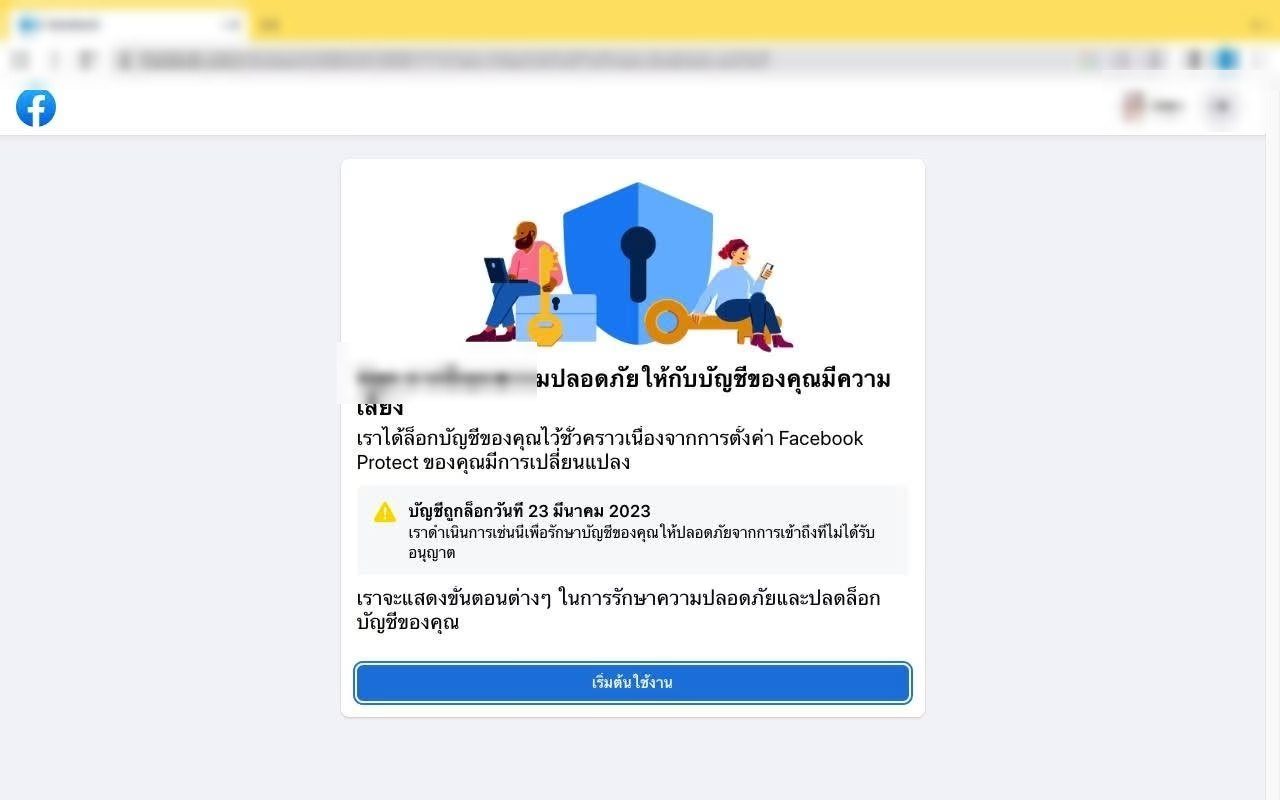 มปลอดภัยให้กับบัญชีของคุณมีความ
เสี่ยง
เราได้ล็อกบัญชีของคุณไว้ชั่วคราวเนื่องจากการตั้งค่า Facebook
Protect ของคุณมีการเปลี่ยนแปลง
บัญชีถูกล็อกวันที่ 23 มีนาคม 2023
เราดำเนินการเช่นนี้เพื่อรักษาบัญชีของคุณให้ปลอดภัยจากการเข้าถึงที่ไม่ได้รับ
อนุญาต
เราจะแสดงขั้นตอนต่างๆ ในการรักษาความปลอดภัยและปลดล็อก
บัญชีของคุณ
เริ่มต้นใช้งาน